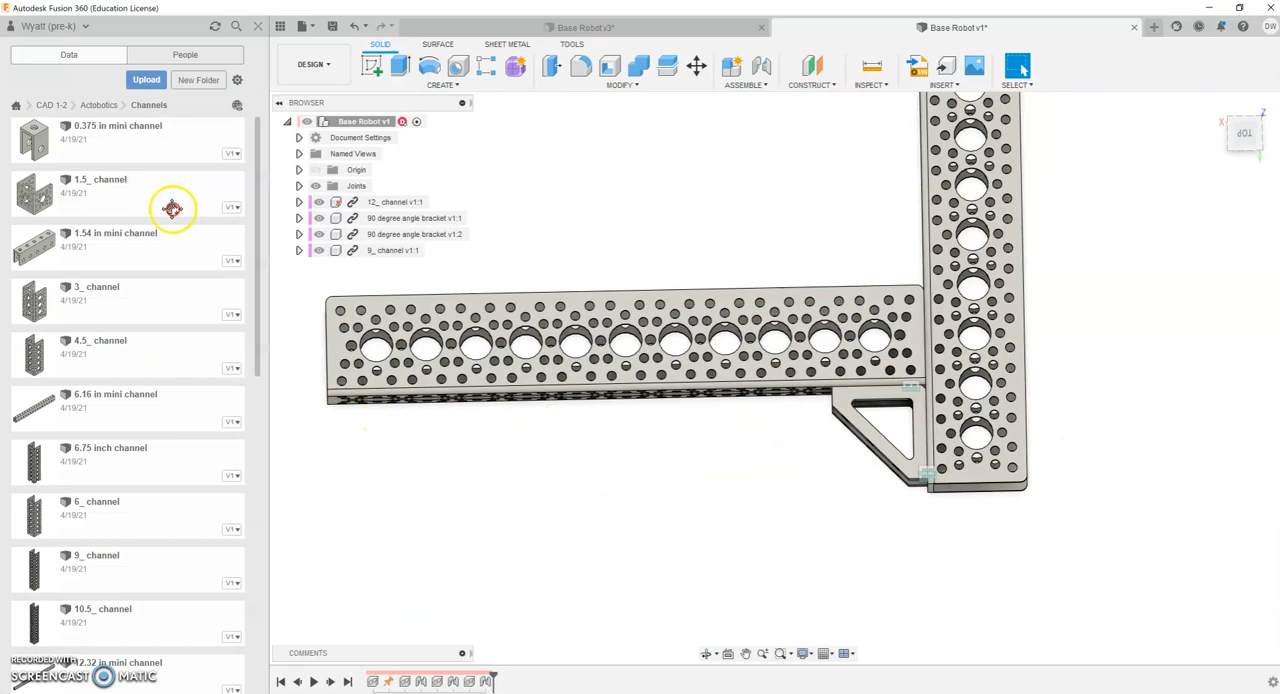 Autodesk Fusion 360 (Education License)
Wyatt (pre-k)
Base Robot v3*
Base Robot v1*
DW
Data
People
Upload
New Folder
CAD 1-2
Actobotics
Channels
0.375 in mini channel
4/19/21
V1
1.5_ channel
4/19/21
V1
1.54 in mini channel
4/19/21
V1
3_ channel
4/19/21
V1
4.5_ channel
4/19/21
V1
6.16 in mini channel
4/19/21
V1
6.75 inch channel
4/19/21
V1
6_ channel
4/19/21
V1
9_ channel
4/19/21
V1
10.5_ channel
4/19/21
V1
12.32 in mini channel
4/19/21
V1
RECORDED WITH
SCREENCAST MATIC
SOLID
SURFACE
SHEET METAL
TOOLS
DESIGN
CREATE
MODIFY
ASSEMBLE
CONSTRUCT
INSPECT
INSERT
SELECT
BROWSER
Base Robot v1
Document Settings
Named Views
Origin
Joints
12_ channel v1:1
90 degree angle bracket v1:1
90 degree angle bracket v1:2
9_ channel v1:1
Z
X
TOP
Y
COMMENTS